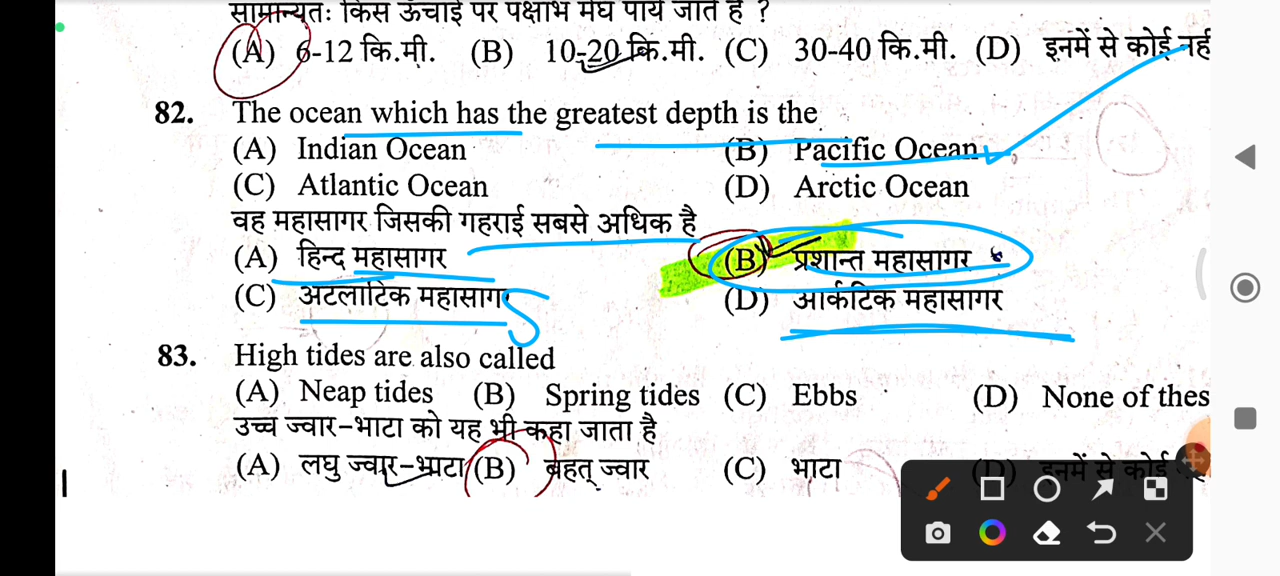 सामान्यतः किस ऊँचाई पर पक्षाभ मेघ पाये जाते हैं ?
(A) 6-12 कि.मी. (B) 10-20 कि.मी. (C) 30-40 कि.मी. (D) इनमें से कोई नहीं
82. The ocean which has the greatest depth is the
(A) Indian Ocean (B) Pacific Ocean
(C) Atlantic Ocean (D) Arctic Ocean
वह महासागर जिसकी गहराई सबसे अधिक है
(A) हिन्द महासागर (B) प्रशान्त महासागर
(C) अटलांटिक महासागर (D) आर्कटिक महासागर
83. High tides are also called
(A) Neap tides (B) Spring tides (C) Ebbs (D) None of thes
उच्च ज्वार-भाटा को यह भी कहा जाता है
(A) लघु ज्वार-भाटा (B) बृहत् ज्वार (C) भाटा (D) इनमें से कोई